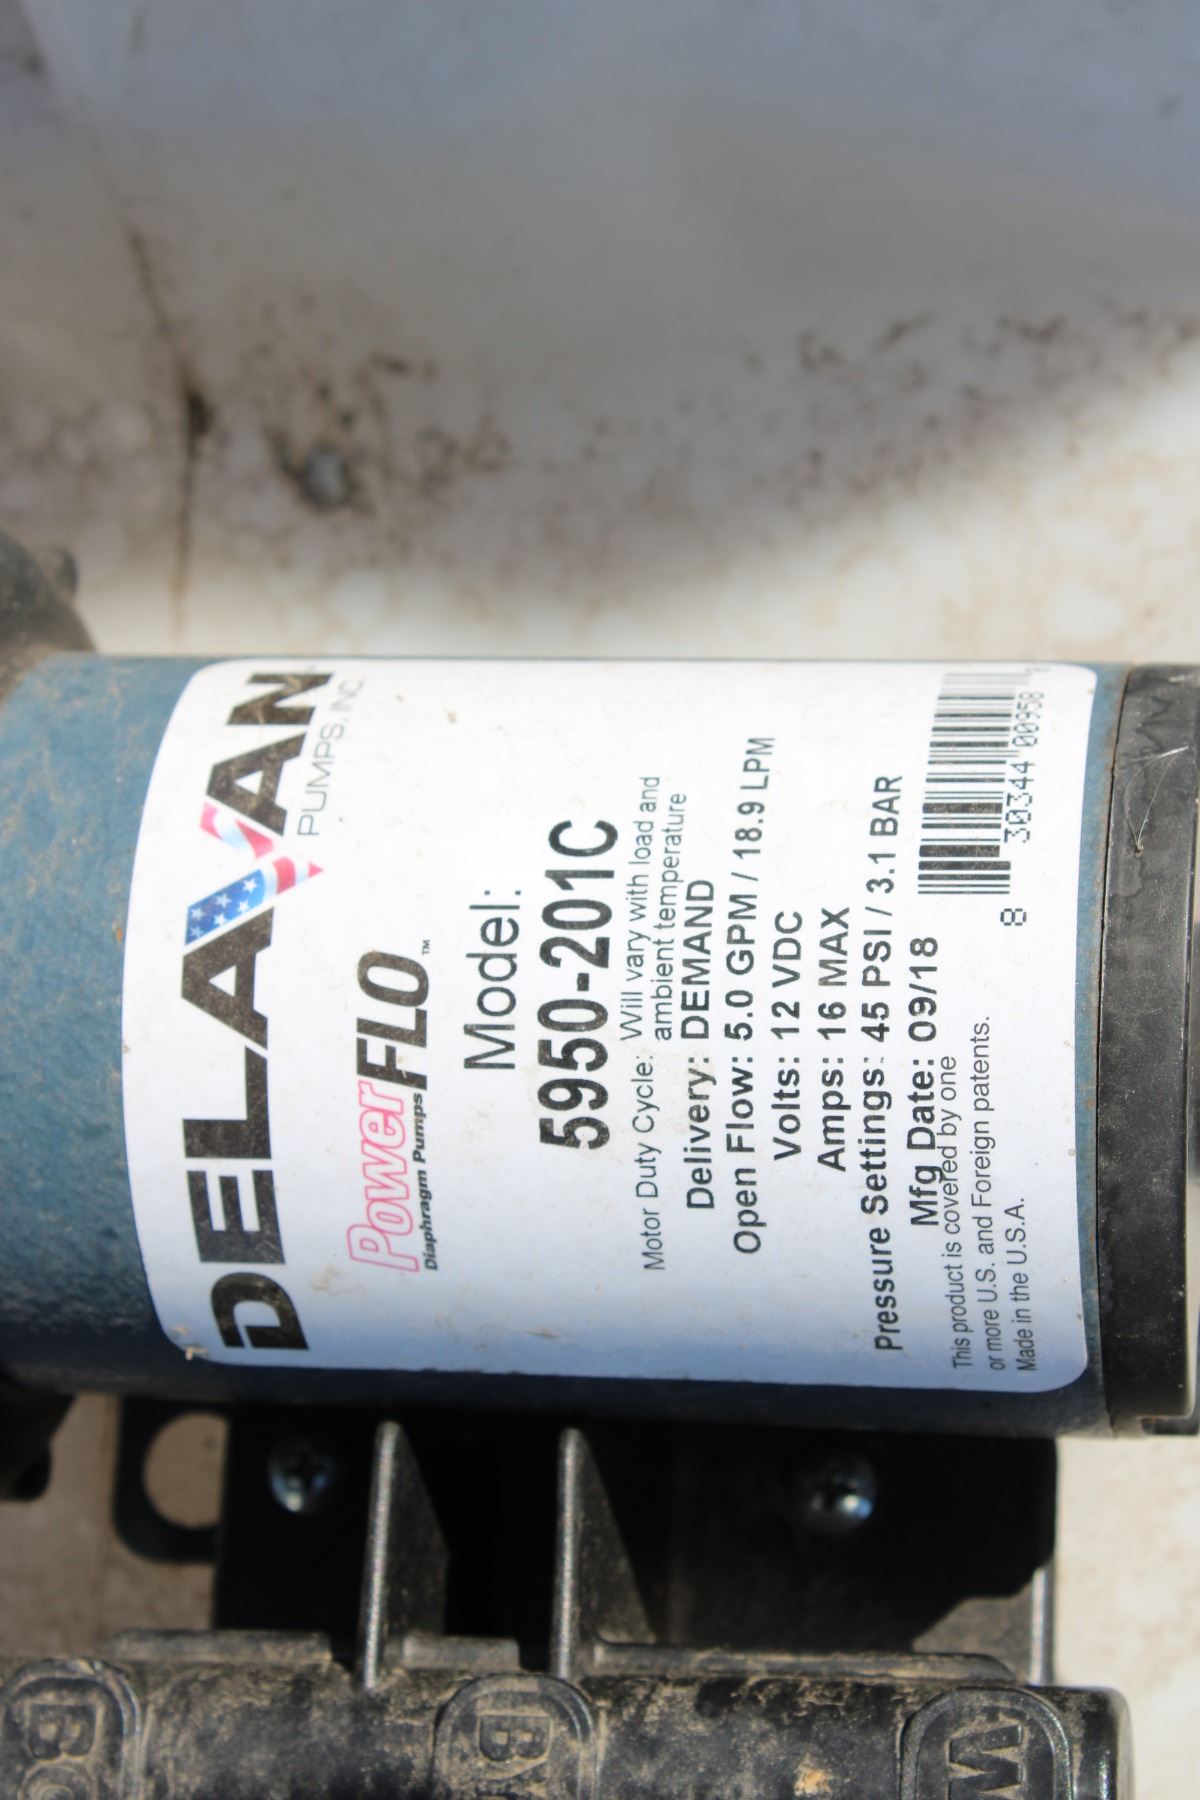 DELAVAN
PUMPS, INC.
PowerFLO™
Diaphragm Pumps
Model:
5950-201C
Motor Duty Cycle: Will vary with load and
ambient temperature
Delivery: DEMAND
Open Flow: 5.0 GPM / 18.9 LPM
Volts: 12 VDC
Amps: 16 MAX
Pressure Settings: 45 PSI / 3.1 BAR
Mfg Date: 09/18
This product is covered by one
or more U.S. and Foreign patents.
Made in the U.S.A.
8 30344 00958
W